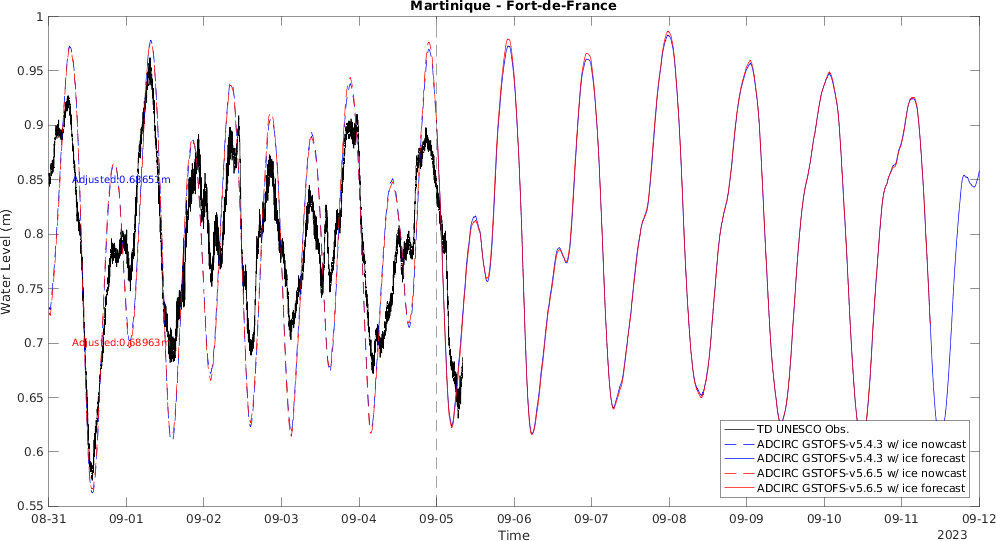 Martinique - Fort-de-France
1
0.95
0.9
0.85
0.8
0.75
0.7
0.65
0.6
0.55
Water Level (m)
Adjusted:0.68651m
Adjusted:0.68963m
TD UNESCO Obs.
ADCIRC GSTOFS-v5.4.3 w/ ice nowcast
ADCIRC GSTOFS-v5.4.3 w/ ice forecast
ADCIRC GSTOFS-v5.6.5 w/ ice nowcast
ADCIRC GSTOFS-v5.6.5 w/ ice forecast
08-31 09-01 09-02 09-03 09-04 09-05 09-06 09-07 09-08 09-09 09-10 09-11 09-12
Time
2023